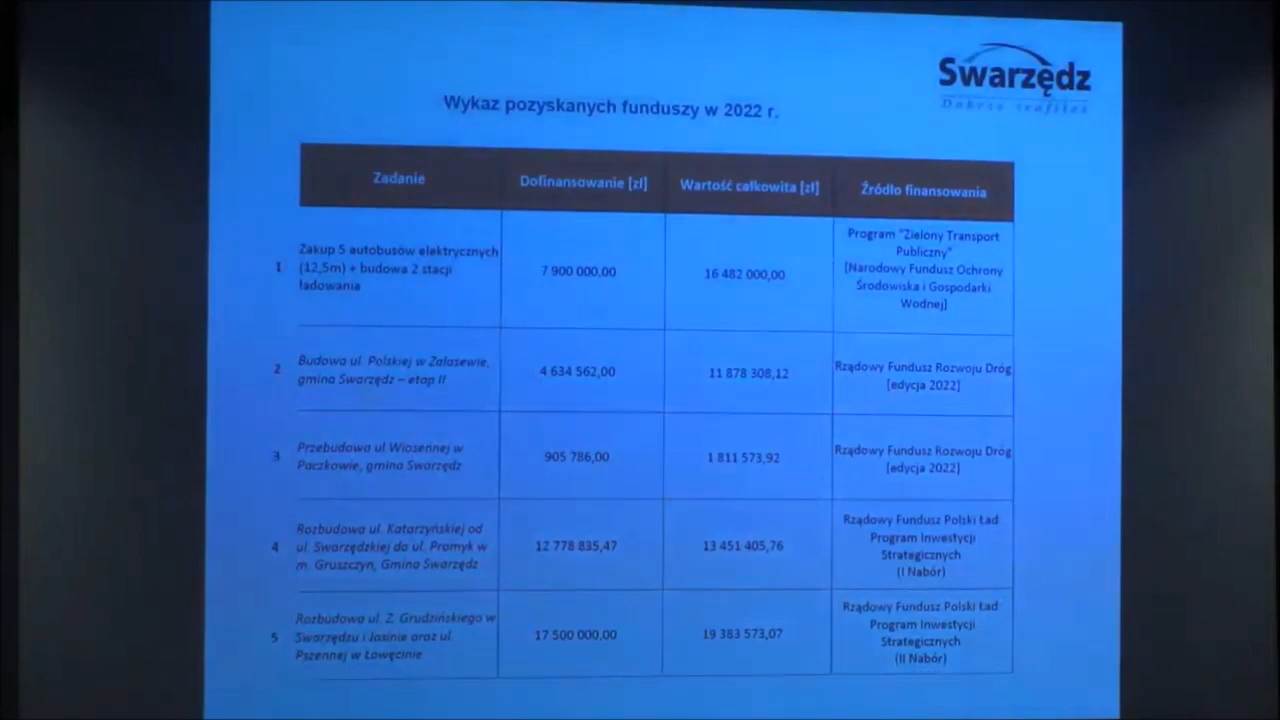 Swarzędz
Dobrze trafiłeś
Wykaz pozyskanych funduszy w 2022 r.
Zadanie
Dofinansowanie [zł]
Wartość całkowita [zł]
Źródło finansowania
1
Zakup 5 autobusów elektrycznych
(12,5m) + budowa 2 stacji
ładowania
7 900 000,00
16 482 000,00
Program "Zielony Transport
Publiczny"
[Narodowy Fundusz Ochrony
Środowiska i Gospodarki
Wodnej]
2
Budowa ul. Polskiej w Zalasewie,
gmina Swarzędz – etap II
4 634 562,00
11 878 308,12
Rządowy Fundusz Rozwoju Dróg
[edycja 2022]
3
Przebudowa ul Wiosennej w
Paczkowie, gmina Swarzędz
905 786,00
1 811 573,92
Rządowy Fundusz Rozwoju Dróg
[edycja 2022]
4
Rozbudowa ul. Katarzyńskiej od
ul. Swarzędzkiej do ul. Promyk w
m. Gruszczyn, Gmina Swarzędz
12 778 835,47
13 451 405,76
Rządowy Fundusz Polski Ład
Program Inwestycji
Strategicznych
(I Nabór)
5
Rozbudowa ul. Z. Grudzińskiego w
Swarzędzu i Jasinie oraz ul.
Pszennej w Łowęcinie
17 500 000,00
19 383 573,07
Rządowy Fundusz Polski Ład
Program Inwestycji
Strategicznych
(II Nabór)